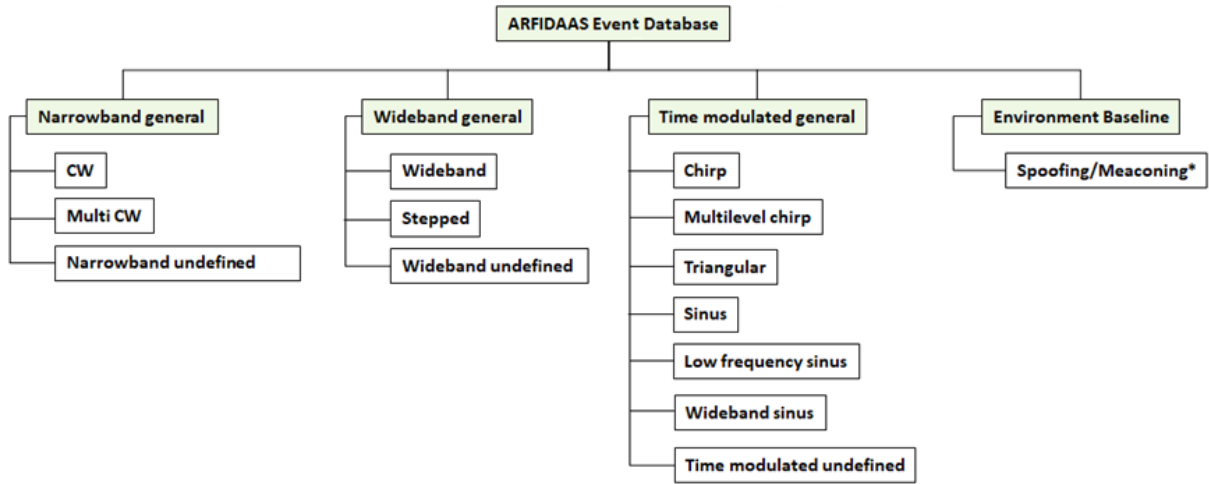 ARFIDAAS Event Database
Narrowband general
CW
Multi CW
Narrowband undefined
Wideband general
Wideband
Stepped
Wideband undefined
Time modulated general
Chirp
Multilevel chirp
Triangular
Sinus
Low frequency sinus
Wideband sinus
Time modulated undefined
Environment Baseline
Spoofing/Meaconing*